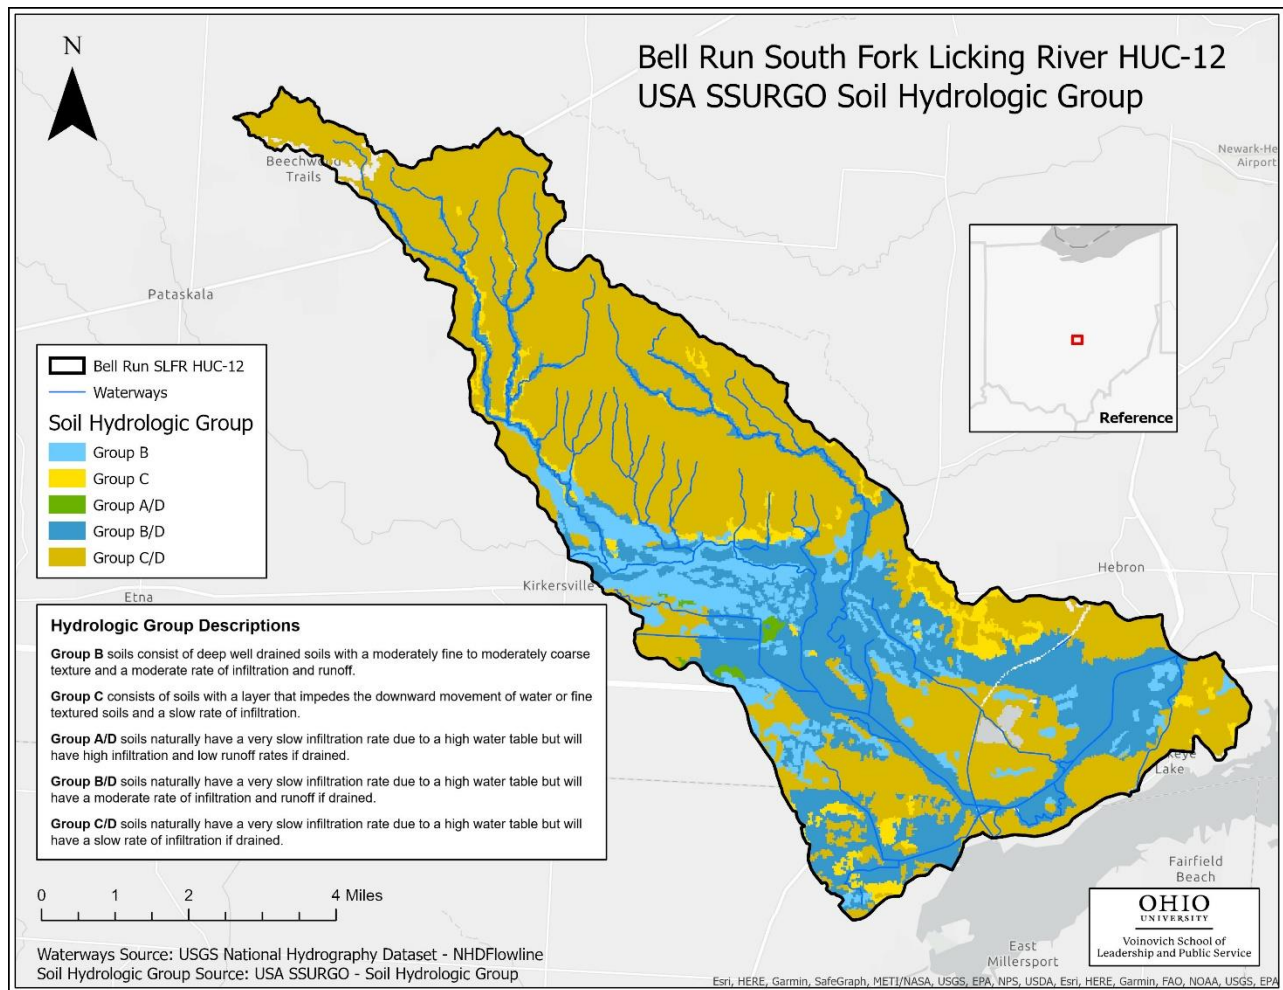 N
Bell Run South Fork Licking River HUC-12
USA SSURGO Soil Hydrologic Group
Beechwood
Trails
Newark-He
Airport
Pataskala
Reference
Bell Run SLFR HUC-12
Waterways
Soil Hydrologic Group
Group B
Group C
Group A/D
Group B/D
Group C/D
Hebron
Kirkersville
Etna
Hydrologic Group Descriptions
Group B soils consist of deep well drained soils with a moderately fine to moderately coarse
texture and a moderate rate of infiltration and runoff.
Group C consists of soils with a layer that impedes the downward movement of water or fine
textured soils and a slow rate of infiltration.
Group A/D soils naturally have a very slow infiltration rate due to a high water table but will
have high infiltration and low runoff rates if drained.
Group B/D soils naturally have a very slow infiltration rate due to a high water table but will
have a moderate rate of infiltration and runoff if drained.
Group C/D soils naturally have a very slow infiltration rate due to a high water table but will
have a slow rate of infiltration if drained.
Lake
Fairfield
Beach
0 1 2 4 Miles
OHIO
UNIVERSITY
Voinovich School of
Leadership and Public Service
East
Millersport
Waterways Source: USGS National Hydrography Dataset - NHDFlowline
Soil Hydrologic Group Source: USA SSURGO - Soil Hydrologic Group
Esri, HERE, Garmin, SafeGraph, METI/NASA, USGS, EPA, NPS, USDA, Esri, HERE, Garmin, FAO, NOAA, USGS, EPA